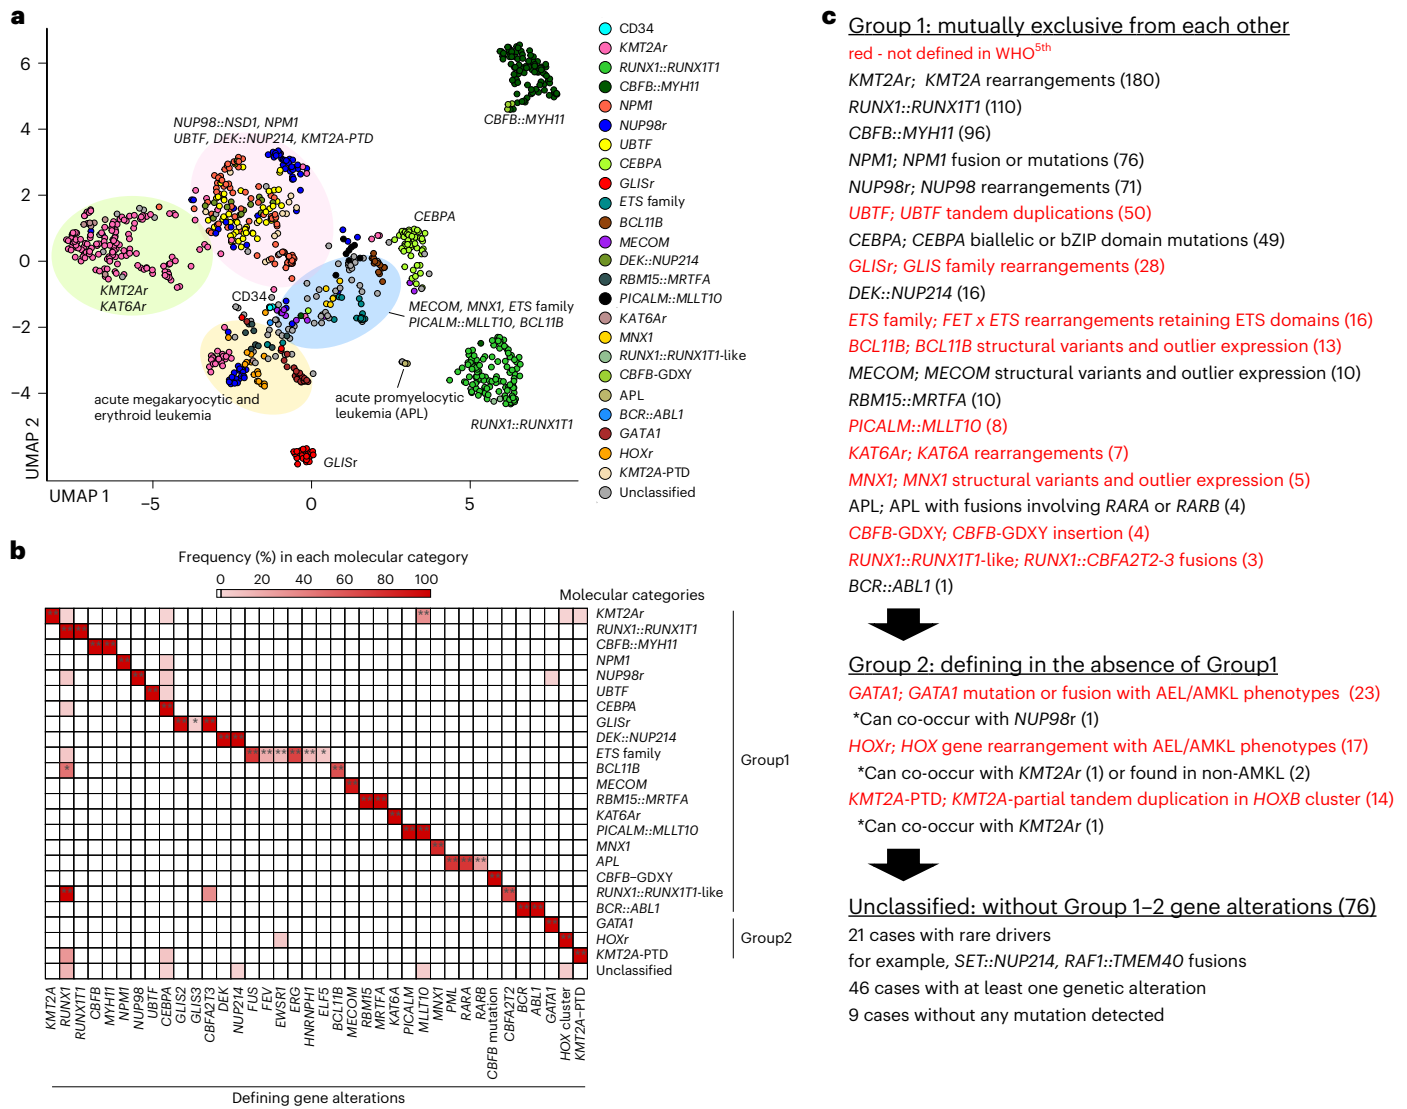 a
6
4
2
0
−2
−4
UMAP 2
UMAP 1
−5
0
5
NUP98::NSD1, NPM1
UBTF, DEK::NUP214, KMT2A-PTD
CBFB::MYH11
CEBPA
KMT2Ar
KAT6Ar
CD34
MECOM, MNX1, ETS family
PICALM::MLLT10, BCL11B
acute megakaryocytic and
erythroid leukemia
acute promyelocytic
leukemia (APL)
RUNX1::RUNX1T1
GLISr
CD34
KMT2Ar
RUNX1::RUNX1T1
CBFB::MYH11
NPM1
NUP98r
UBTF
CEBPA
GLISr
ETS family
BCL11B
MECOM
DEK::NUP214
RBM15::MRTFA
PICALM::MLLT10
KAT6Ar
MNX1
RUNX1::RUNX1T1-like
CBFB-GDXY
APL
BCR::ABL1
GATA1
HOXr
KMT2A-PTD
Unclassified
b
Frequency (%) in each molecular category
0 20 40 60 80 100
Molecular categories
KMT2Ar
RUNX1::RUNX1T1
CBFB::MYH11
NPM1
NUP98r
UBTF
CEBPA
GLISr
DEK::NUP214
ETS family
BCL11B
MECOM
RBM15::MRTFA
KAT6Ar
PICALM::MLLT10
MNX1
APL
CBFB−GDXY
RUNX1::RUNX1T1-like
BCR::ABL1
GATA1
HOXr
KMT2A-PTD
Unclassified
Group1
Group2
KMT2A
RUNX1
RUNX1T1
CBFB
MYH11
NPM1
NUP98
UBTF
CEBPA
GLIS2
GLIS3
CBFA2T3
DEK
NUP214
FUS
FEV
EWSR1
ERG
HNRNPH1
ELF5
BCL11B
MECOM
RBM15
MRTFA
KAT6A
PICALM
MLLT10
MNX1
PML
RARA
RARB
CBFB mutation
CBFA2T2
BCR
ABL1
GATA1
HOX cluster
KMT2A−PTD
Defining gene alterations
c
Group 1: mutually exclusive from each other
red - not defined in WHO5th
KMT2Ar; KMT2A rearrangements (180)
RUNX1::RUNX1T1 (110)
CBFB::MYH11 (96)
NPM1; NPM1 fusion or mutations (76)
NUP98r; NUP98 rearrangements (71)
UBTF; UBTF tandem duplications (50)
CEBPA; CEBPA biallelic or bZIP domain mutations (49)
GLISr; GLIS family rearrangements (28)
DEK::NUP214 (16)
ETS family; FET x ETS rearrangements retaining ETS domains (16)
BCL11B; BCL11B structural variants and outlier expression (13)
MECOM; MECOM structural variants and outlier expression (10)
RBM15::MRTFA (10)
PICALM::MLLT10 (8)
KAT6Ar; KAT6A rearrangements (7)
MNX1; MNX1 structural variants and outlier expression (5)
APL; APL with fusions involving RARA or RARB (4)
CBFB-GDXY; CBFB-GDXY insertion (4)
RUNX1::RUNX1T1-like; RUNX1::CBFA2T2-3 fusions (3)
BCR::ABL1 (1)
Group 2: defining in the absence of Group1
GATA1; GATA1 mutation or fusion with AEL/AMKL phenotypes (23)
*Can co-occur with NUP98r (1)
HOXr; HOX gene rearrangement with AEL/AMKL phenotypes (17)
*Can co-occur with KMT2Ar (1) or found in non-AMKL (2)
KMT2A-PTD; KMT2A-partial tandem duplication in HOXB cluster (14)
*Can co-occur with KMT2Ar (1)
Unclassified: without Group 1–2 gene alterations (76)
21 cases with rare drivers
for example, SET::NUP214, RAF1::TMEM40 fusions
46 cases with at least one genetic alteration
9 cases without any mutation detected